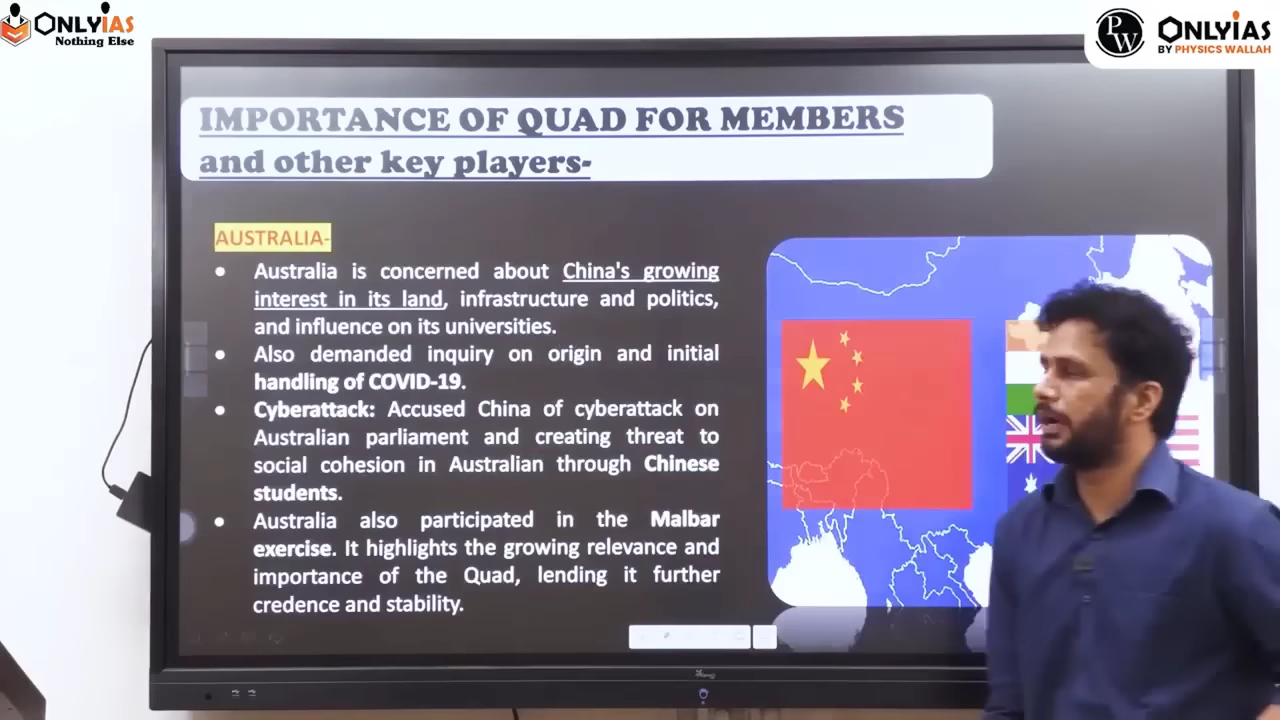 ONLYIAS
Nothing Else
PW
ONLYIAS
BY PHYSICS WALLAH
IMPORTANCE OF QUAD FOR MEMBERS
and other key players-
AUSTRALIA-
• Australia is concerned about China's growing
interest in its land, infrastructure and politics,
and influence on its universities.
• Also demanded inquiry on origin and initial
handling of COVID-19.
• Cyberattack: Accused China of cyberattack on
Australian parliament and creating threat to
social cohesion in Australian through Chinese
students.
• Australia also participated in the Malbar
exercise. It highlights the growing relevance and
importance of the Quad, lending it further
credence and stability.